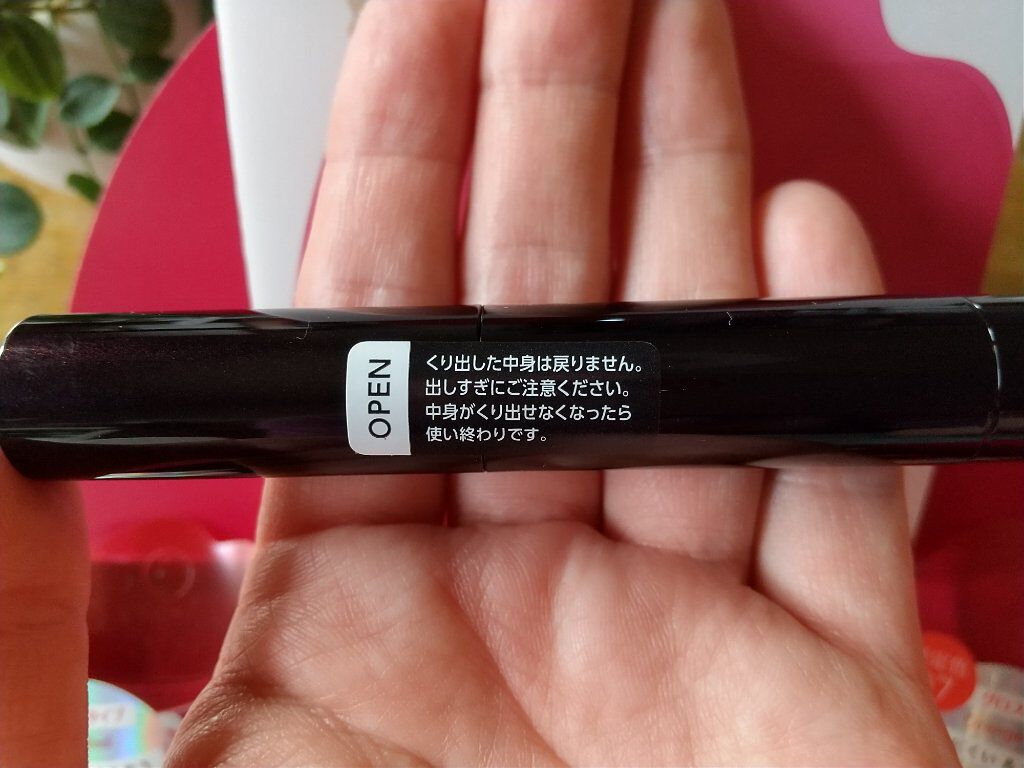 OPEN
くり出した中身は戻りません。
出しすぎにご注意ください。
中身がくり出せなくなったら
使い終わりです。